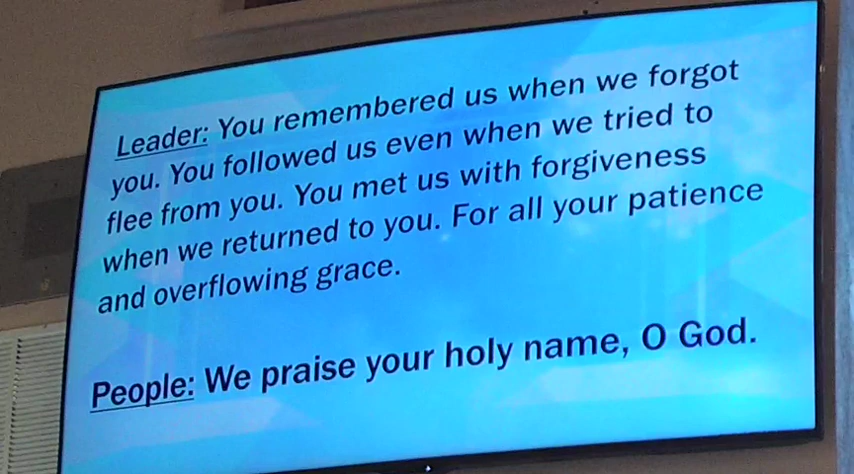 Leader: You remembered us when we forgot
you. You followed us even when we tried to
flee from you. You met us with forgiveness
when we returned to you. For all your patience
and overflowing grace.
People: We praise your holy name, O God.